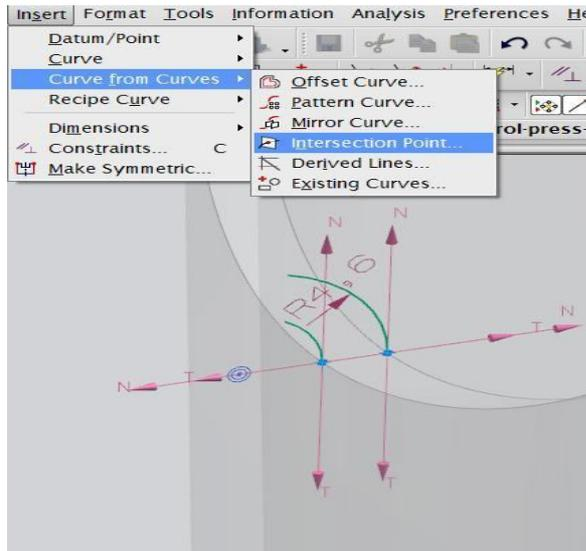 Insert Format Tools Information Analysis Preferences He
Datum/Point
Curve
Curve from Curves
Recipe Curve
Dimensions
Constraints... C
Make Symmetric...
Offset Curve...
Pattern Curve...
Mirror Curve...
Intersection Point...
Derived Lines...
Existing Curves...
rol-press-
N
N
R4.6
N
T
T
N
T
T